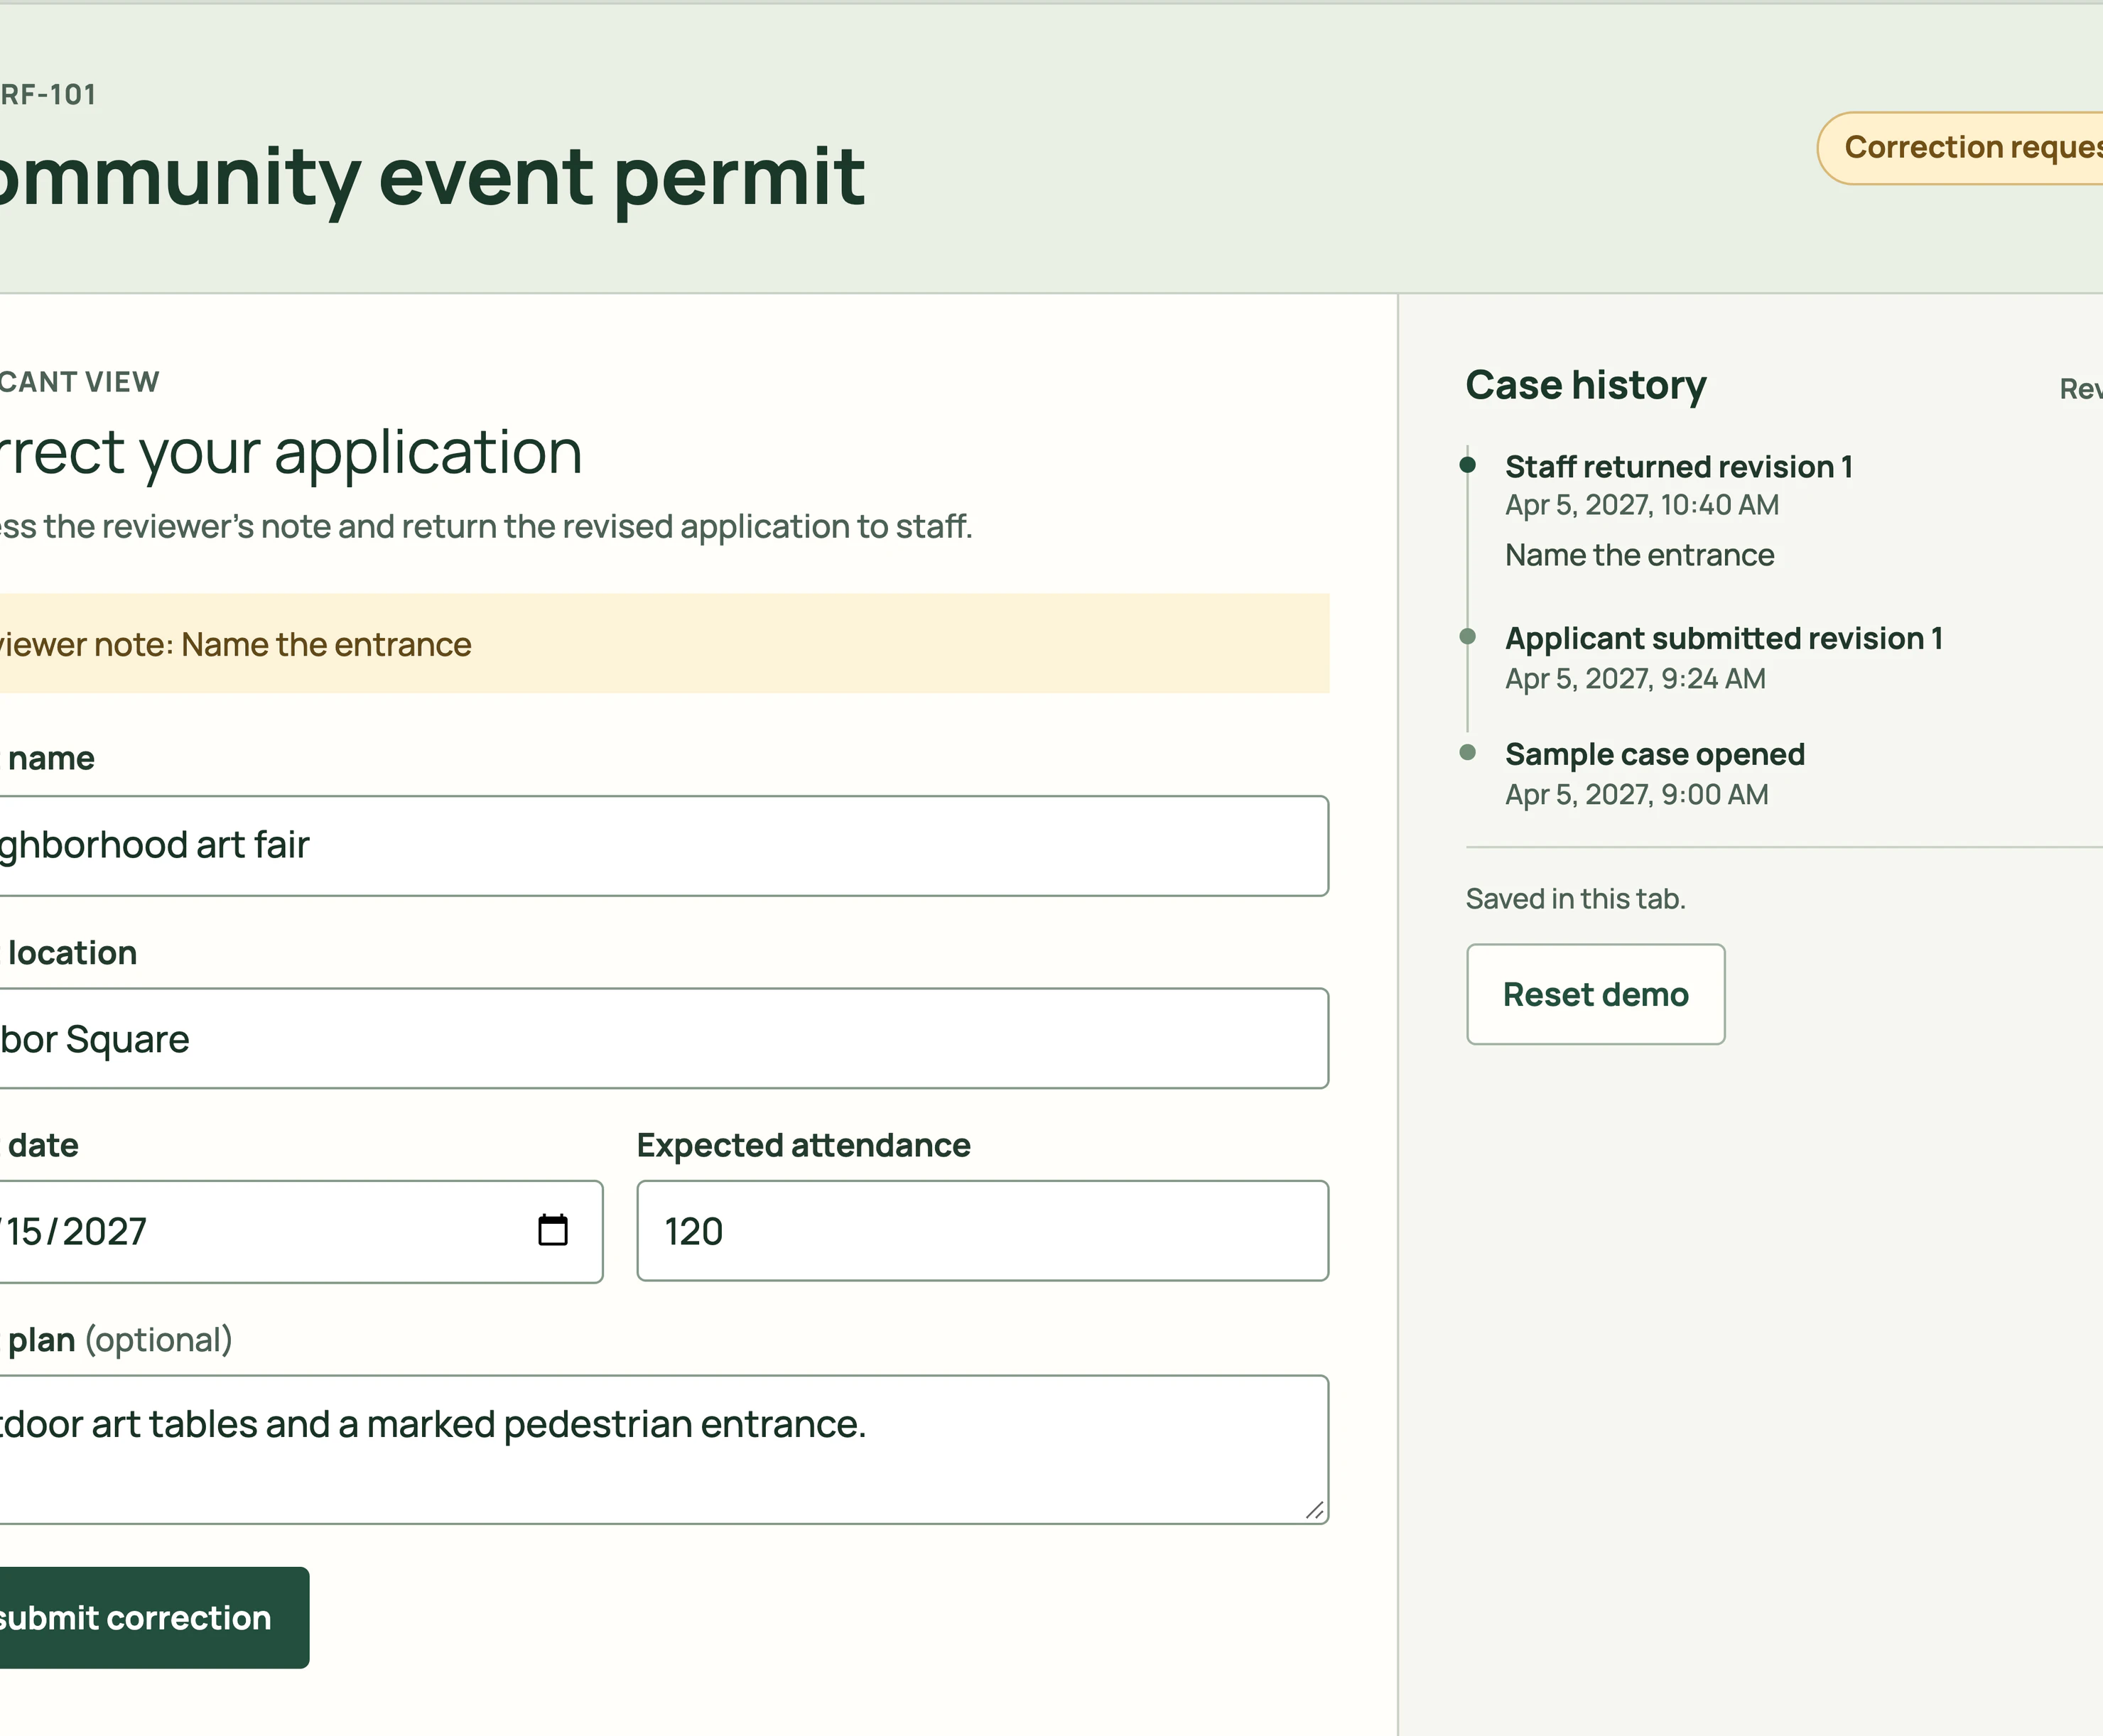 RF-101
ommunity event permit
Correction reques
CANT VIEW
rrect your application
ess the reviewer's note and return the revised application to staff.
viewer note: Name the entrance
name
ghborhood art fair
location
bor Square
date
Expected attendance
/15/2027
120
plan (optional)
tdoor art tables and a marked pedestrian entrance.
submit correction
Case history
Rev
Staff returned revision 1
Apr 5, 2027, 10:40 AM
Name the entrance
Applicant submitted revision 1
Apr 5, 2027, 9:24 AM
Sample case opened
Apr 5, 2027, 9:00 AM
Saved in this tab.
Reset demo